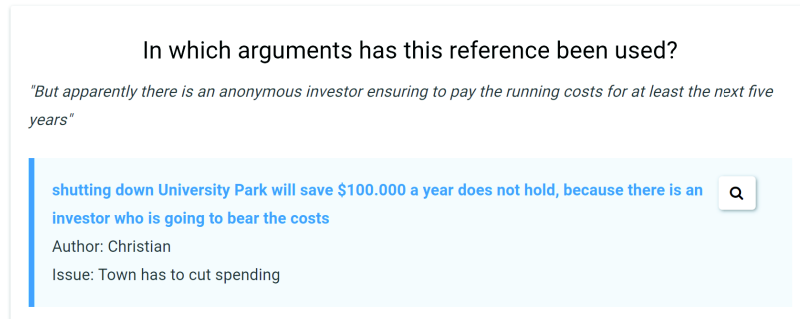 In which arguments has this reference been used?
"But apparently there is an anonymous investor ensuring to pay the running costs for at least the next five
years"
shutting down University Park will save $100.000 a year does not hold, because there is an
investor who is going to bear the costs
Author: Christian
Issue: Town has to cut spending